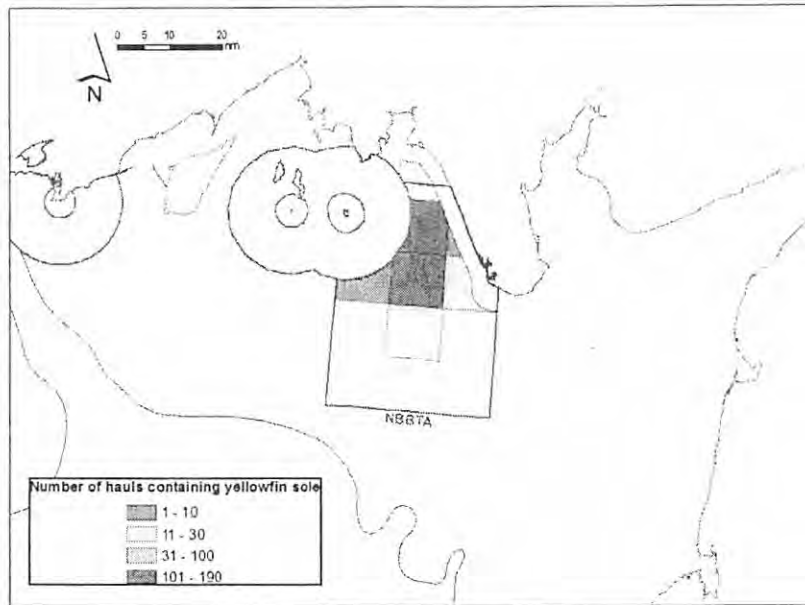 0 5 10 20
nm
N
NBBTA
Number of hauls containing yellowfin sole
1 - 10
11 - 30
31 - 100
101 - 190